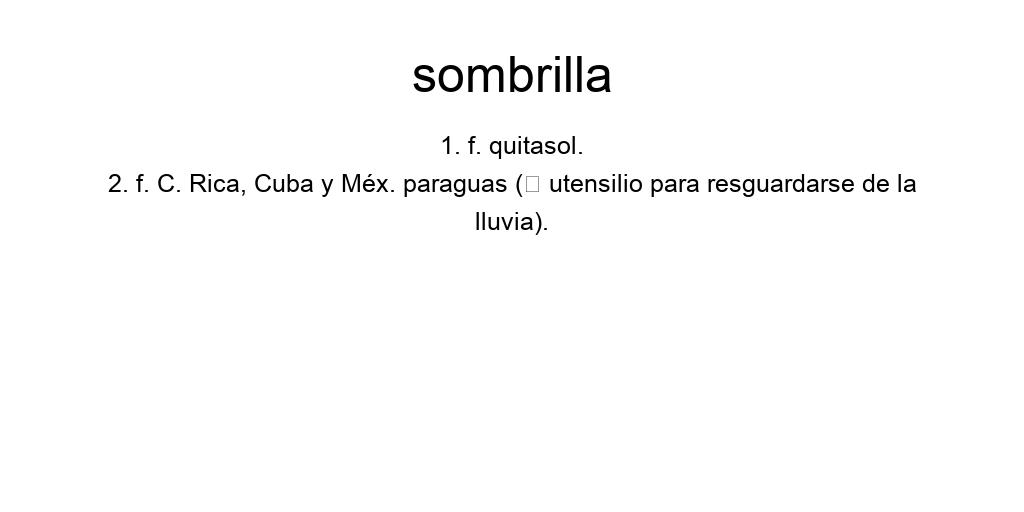 sombrilla
1. f. quitasol.
2. f. C. Rica, Cuba y Méx. paraguas (▯ utensilio para resguardarse de la
lluvia).